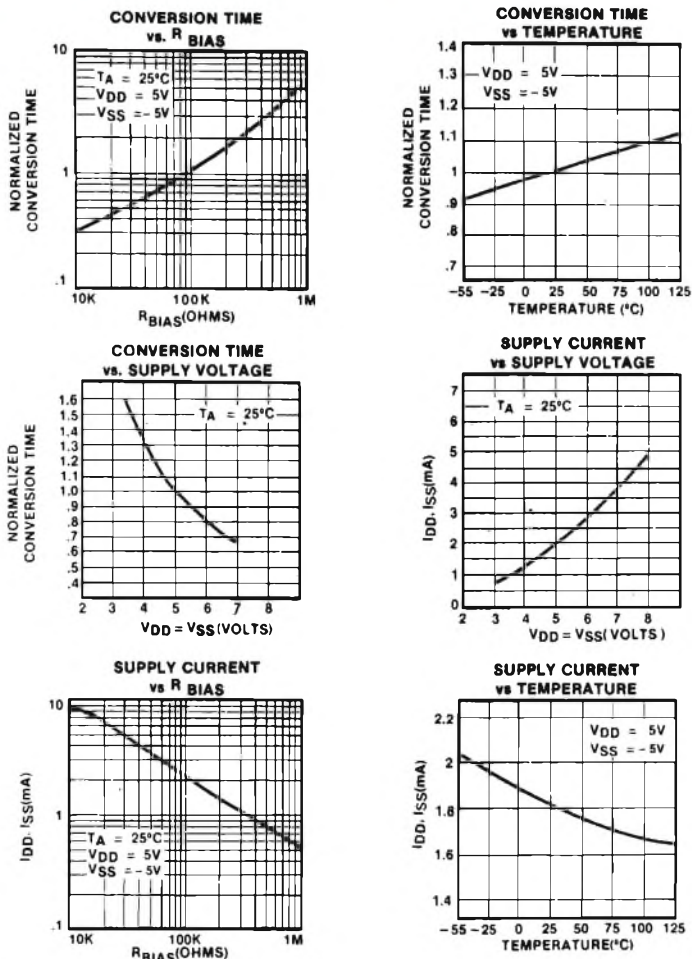 CONVERSION TIME
vs. R BIAS
10
1
.1
TA = 25°C
VDD = 5V
VSS = -5V
NORMALIZED
CONVERSION TIME
10K 100K 1M
RBIAS(OHMS)
CONVERSION TIME
vs TEMPERATURE
1.4
1.3
1.2
1.1
1
.9
.8
.7
VDD = 5V
VSS = -5V
NORMALIZED
CONVERSION TIME
-55 -25 0 25 50 75 100 125
TEMPERATURE (°C)
CONVERSION TIME
vs. SUPPLY VOLTAGE
1.6
1.5
1.4
1.3
1.2
1.1
1.0
.9
.8
.7
.6
.5
.4
TA = 25°C
NORMALIZED
CONVERSION TIME
2 3 4 5 6 7 8
VDD = VSS(VOLTS)
SUPPLY CURRENT
vs SUPPLY VOLTAGE
7
6
5
4
3
2
1
0
TA = 25°C
IDD, ISS(mA)
2 3 4 5 6 7 8
VDD = VSS(VOLTS)
SUPPLY CURRENT
vs R BIAS
10
1
.1
TA = 25°C
VDD = 5V
VSS = -5V
IDD, ISS(mA)
10K 100K 1M
RBIAS(OHMS)
SUPPLY CURRENT
vs TEMPERATURE
2.2
2.0
1.8
1.6
1.4
VDD = 5V
VSS = -5V
IDD, ISS(mA)
-55 -25 0 25 50 75 100 125
TEMPERATURE(°C)